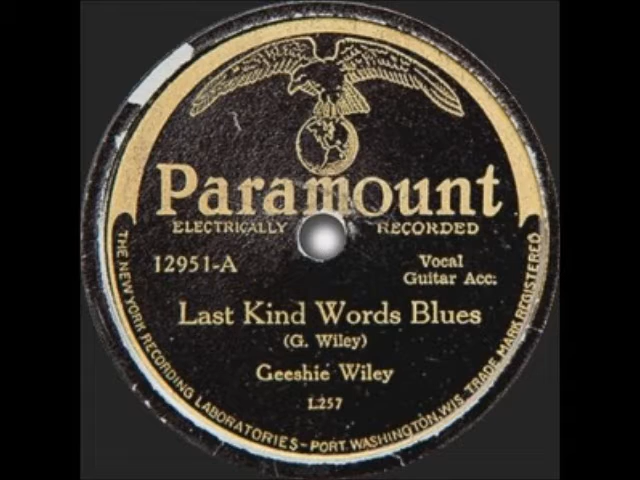 Paramount
ELECTRICALLY RECORDED
12951-A
Vocal
Guitar Acc.
Last Kind Words Blues
(G. Wiley)
Geeshie Wiley
L257
THE NEW YORK RECORDING LABORATORIES - PORT WASHINGTON, WIS. TRADE MARK REGISTERED